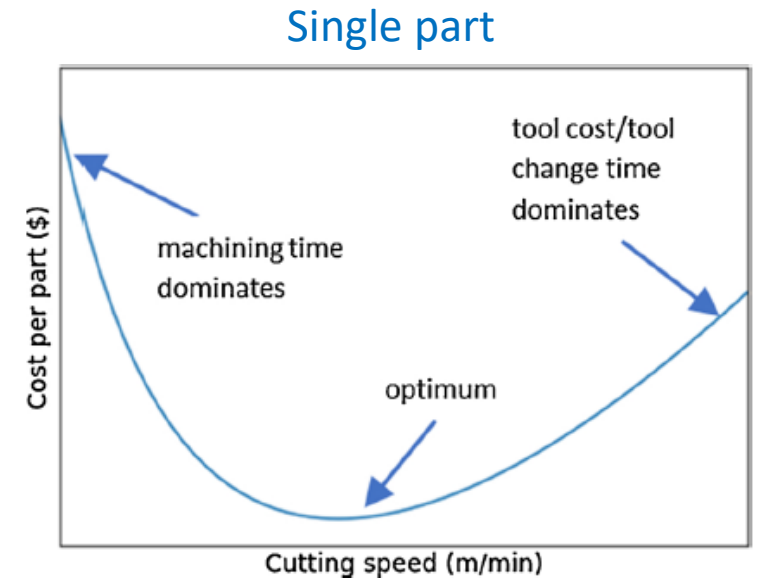 Single part
tool cost/tool
change time
dominates
machining time
dominates
optimum
Cost per part ($)
Cutting speed (m/min)